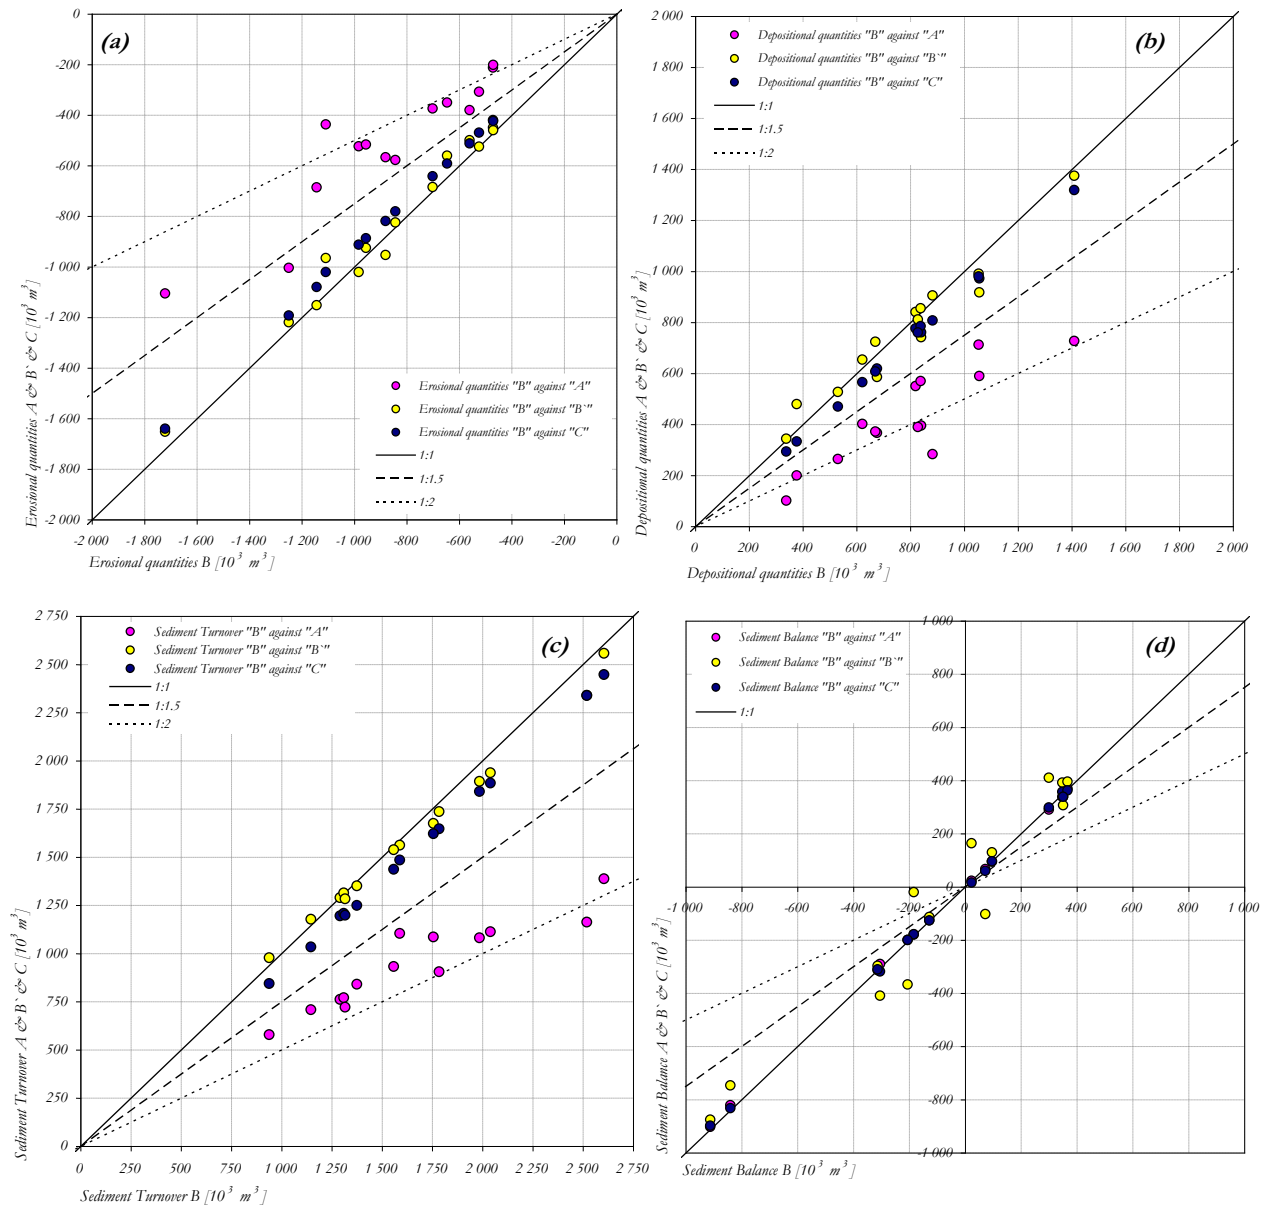 (a)
0
-200
-400
-600
-800
-1 000
-1 200
-1 400
-1 600
-1 800
-2 000
-2 000 -1 800 -1 600 -1 400 -1 200 -1 000 -800 -600 -400 -200 0
Erosional quantities A & B` & C [10³ m³]
Erosional quantities B [10³ m³]
Erosional quantities "B" against "A"
Erosional quantities "B" against "B`"
Erosional quantities "B" against "C"
1:1
1:1.5
1:2
(b)
2 000
1 800
1 600
1 400
1 200
1 000
800
600
400
200
0
0 200 400 600 800 1 000 1 200 1 400 1 600 1 800 2 000
Depositional quantities A & B` & C [10³ m³]
Depositional quantities B [10³ m³]
Depositional quantities "B" against "A"
Depositional quantities "B" against "B`"
Depositional quantities "B" against "C"
1:1
1:1.5
1:2
(c)
2 750
2 500
2 250
2 000
1 750
1 500
1 250
1 000
750
500
250
0
0 250 500 750 1 000 1 250 1 500 1 750 2 000 2 250 2 500 2 750
Sediment Turnover A & B` & C [10³ m³]
Sediment Turnover B [10³ m³]
Sediment Turnover "B" against "A"
Sediment Turnover "B" against "B`"
Sediment Turnover "B" against "C"
1:1
1:1.5
1:2
(d)
1 000
800
600
400
200
0
-200
-400
-600
-800
-1 000
-1 000 -800 -600 -400 -200 0 200 400 600 800 1 000
Sediment Balance A & B` & C [10³ m³]
Sediment Balance B [10³ m³]
Sediment Balance "B" against "A"
Sediment Balance "B" against "B`"
Sediment Balance "B" against "C"
1:1